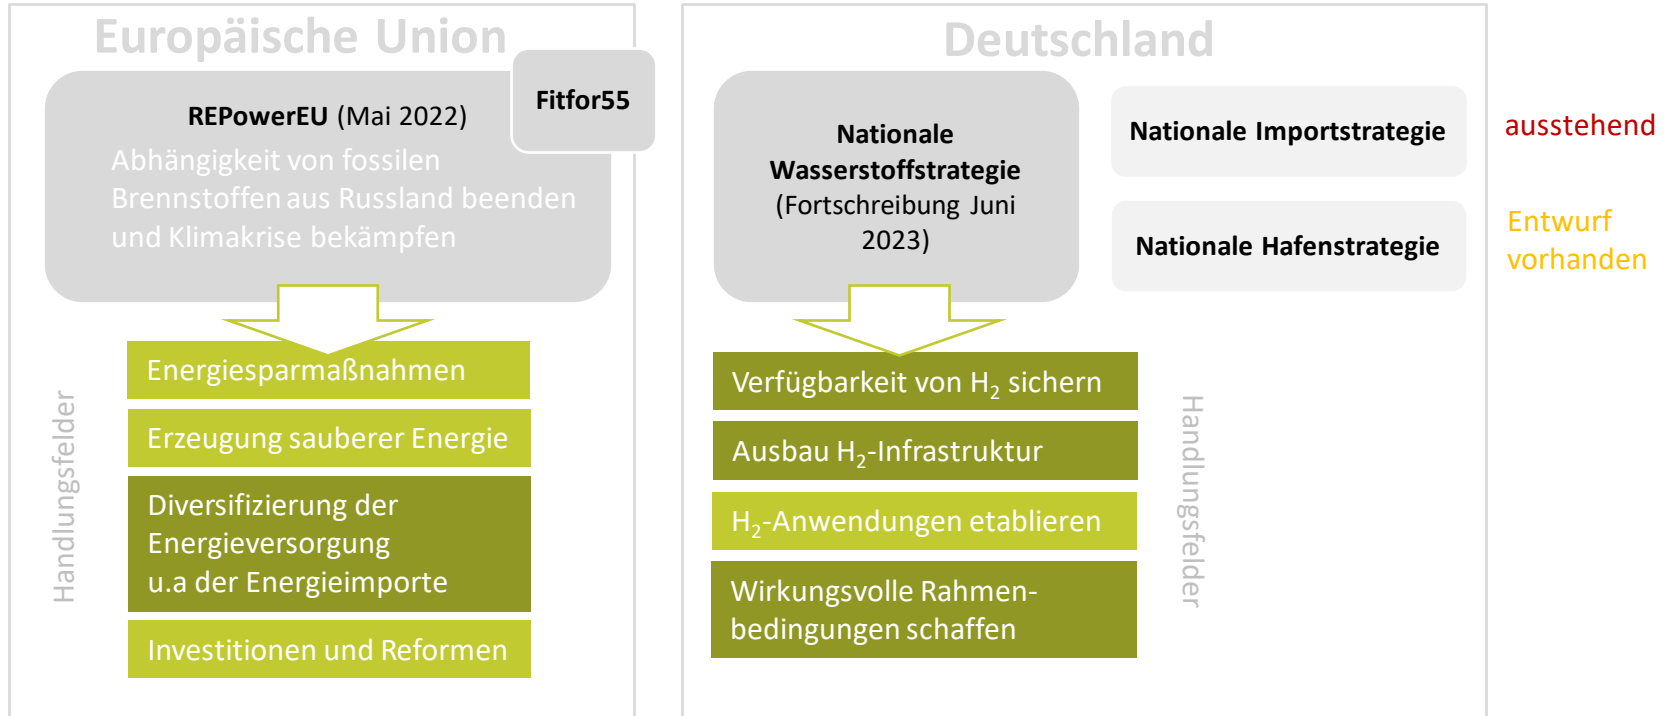 Europäische Union
Fitfor55
REPowerEU (Mai 2022)
Abhängigkeit von fossilen
Brennstoffen aus Russland beenden
und Klimakrise bekämpfen
Handlungsfelder
Energiesparmaßnahmen
Erzeugung sauberer Energie
Diversifizierung der
Energieversorgung
u.a der Energieimporte
Investitionen und Reformen
Deutschland
Nationale
Wasserstoffstrategie
(Fortschreibung Juni
2023)
Nationale Importstrategie
ausstehend
Nationale Hafenstrategie
Entwurf
vorhanden
Verfügbarkeit von H₂ sichern
Ausbau H₂-Infrastruktur
H₂-Anwendungen etablieren
Wirkungsvolle Rahmen-
bedingungen schaffen
Handlungsfelder